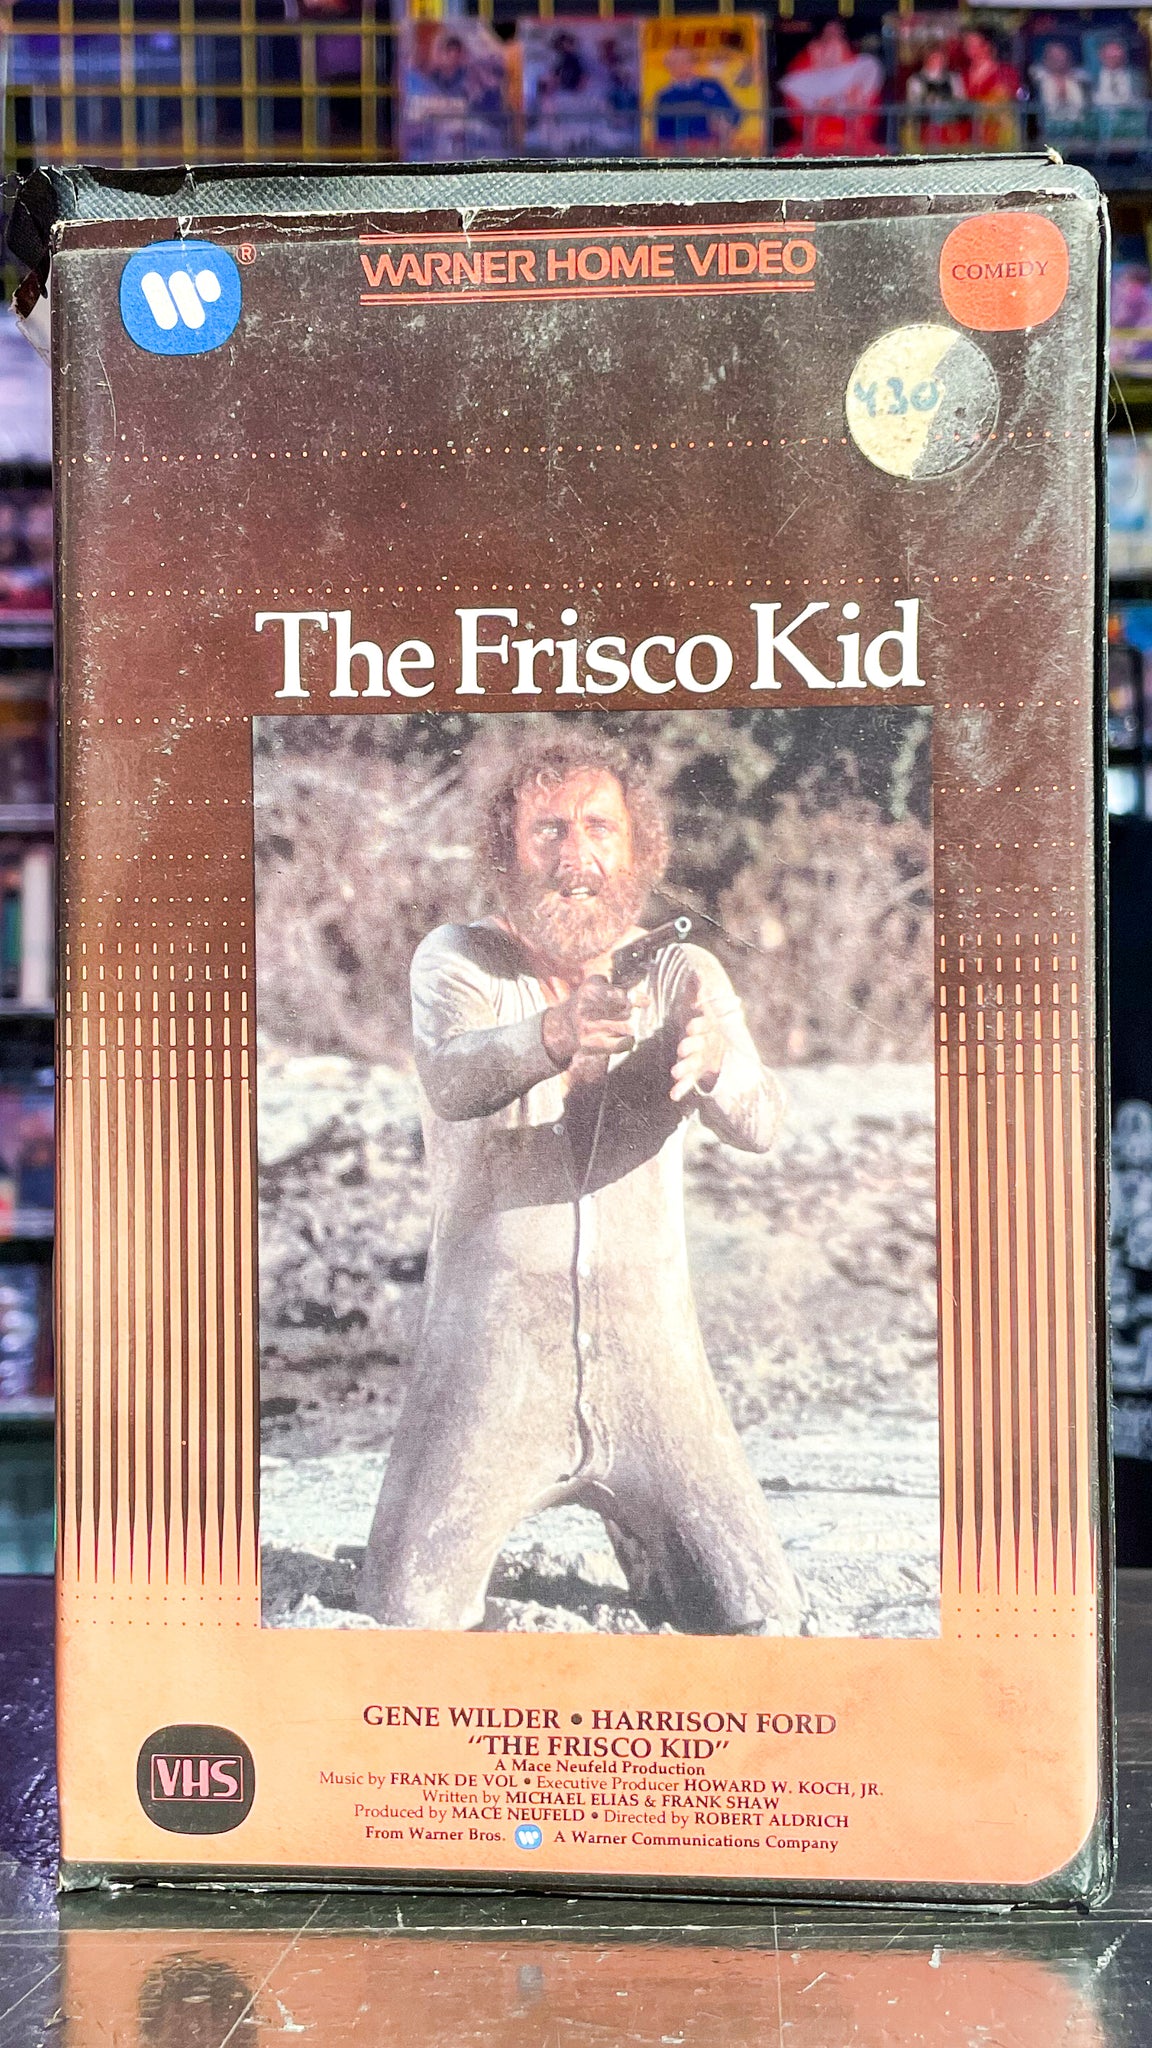 W ®
WARNER HOME VIDEO
COMEDY
430
The Frisco Kid
GENE WILDER • HARRISON FORD
"THE FRISCO KID"
A Mace Neufeld Production
Music by FRANK DE VOL • Executive Producer HOWARD W. KOCH, JR.
Written by MICHAEL ELIAS & FRANK SHAW
Produced by MACE NEUFELD • Directed by ROBERT ALDRICH
From Warner Bros. W A Warner Communications Company
VHS